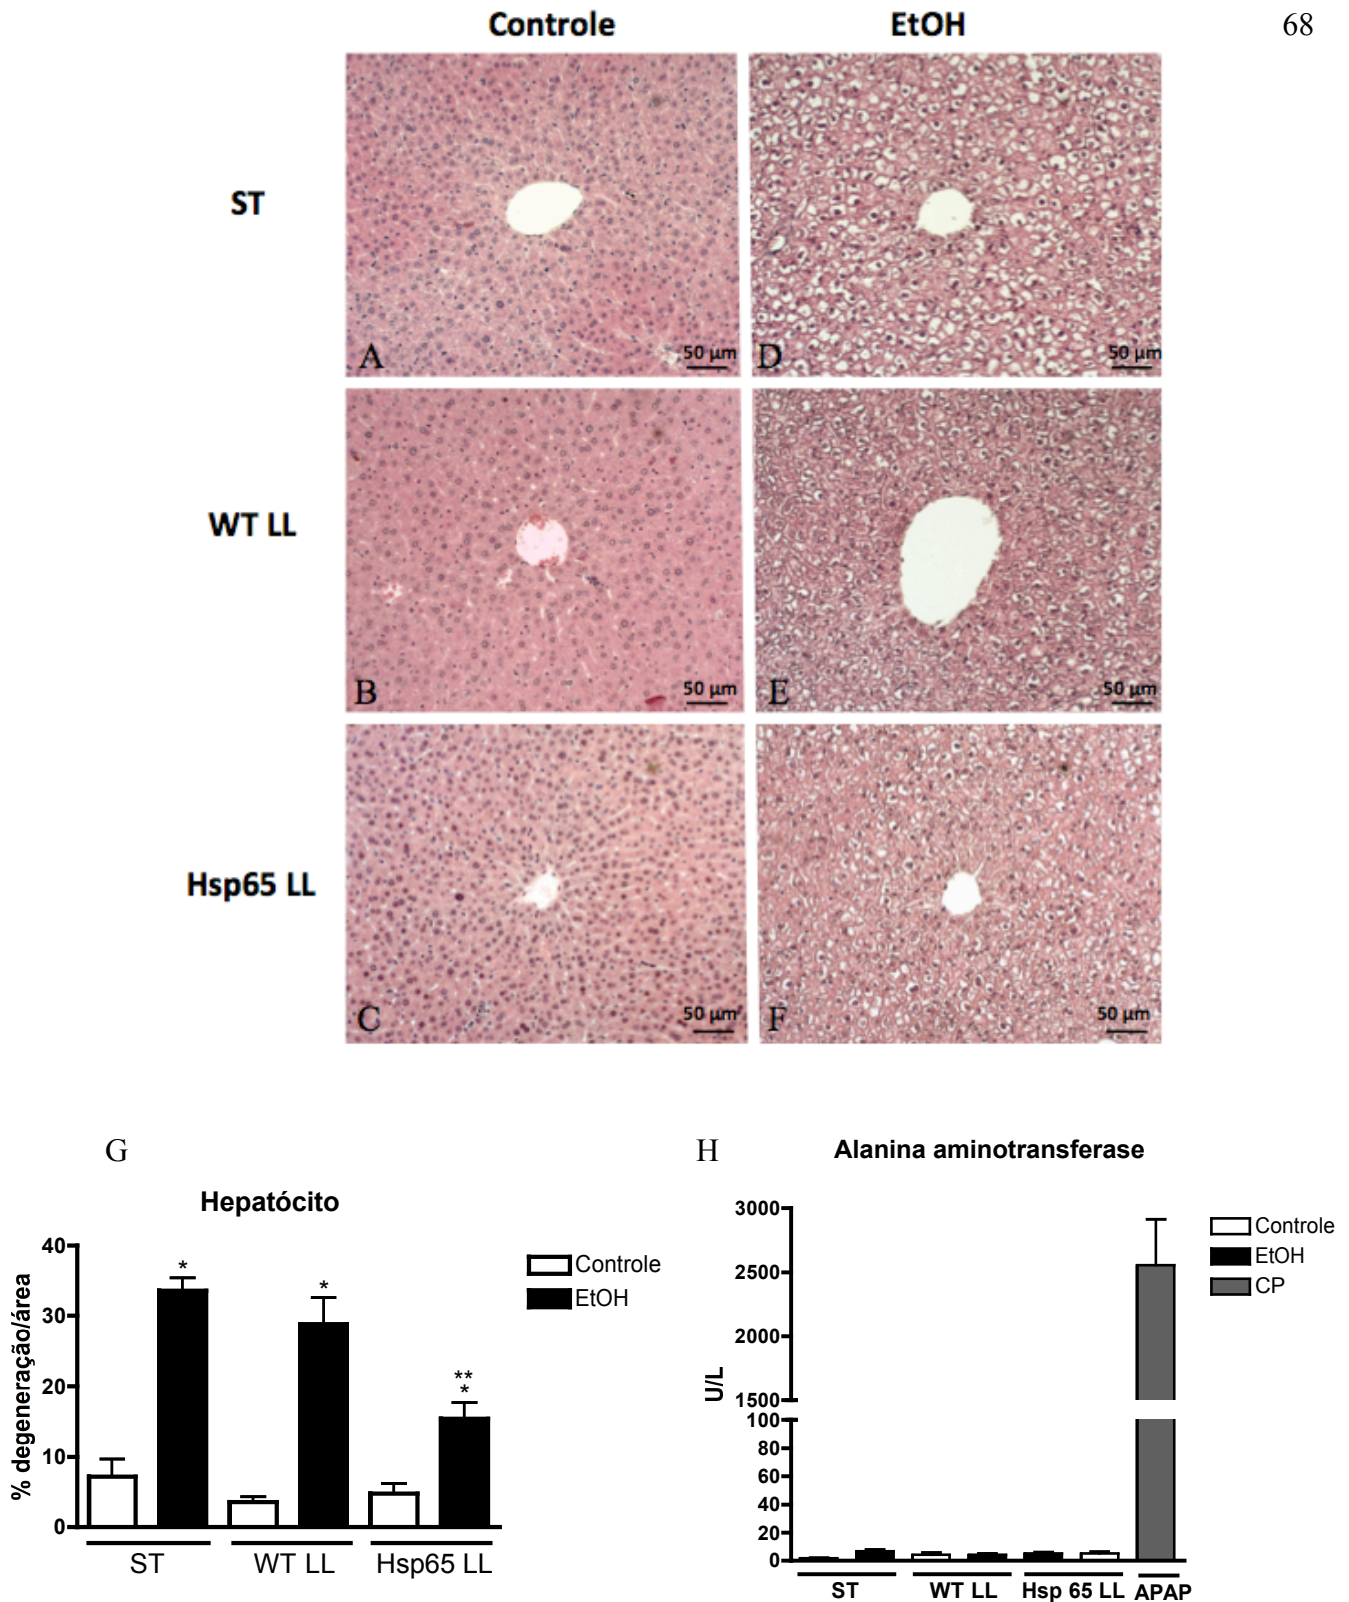 Controle EtOH 68
ST
A 50 µm D 50 µm
WT LL
B 50 µm E 50 µm
Hsp65 LL
C 50 µm F 50 µm
G
Hepatócito
% degeneração/área
40
30
20
10
0
*
*
**
*
Controle
EtOH
ST WT LL Hsp65 LL
H Alanina aminotransferase
U/L
3000
2500
2000
1500
100
80
60
40
20
0
Controle
EtOH
CP
ST WT LL Hsp 65 LL APAP